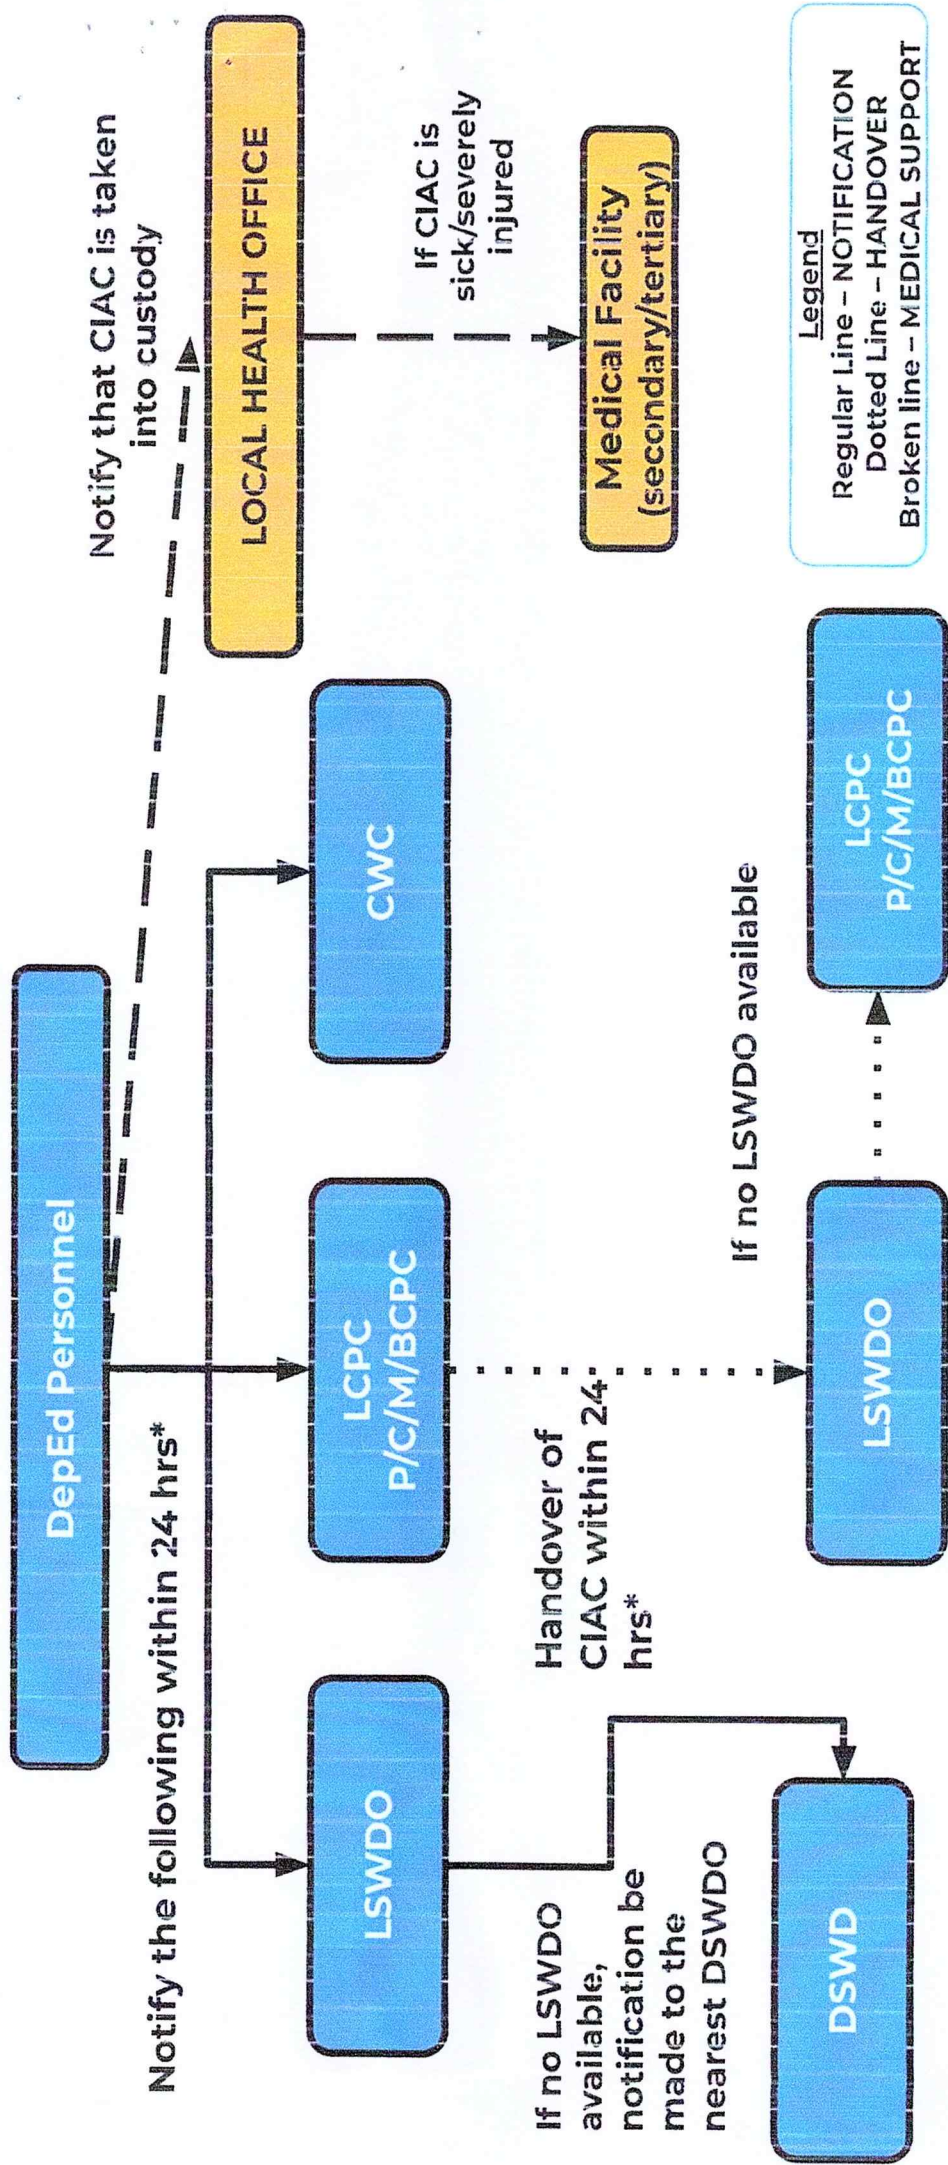 DepEd Personnel
Notify that CIAC is taken
into custody
Notify the following within 24 hrs*
LOCAL HEALTH OFFICE
LSWDO
LCPC
P/C/M/BCPC
CWC
If CIAC is
sick/severely
injured
If no LSWDO
available,
notification be
made to the
nearest DSWDO
Handover of
CIAC within 24
hrs*
Medical Facility
(secondary/tertiary)
If no LSWDO available
DSWD
LSWDO
LCPC
P/C/M/BCPC
Legend
Regular Line – NOTIFICATION
Dotted Line – HANDOVER
Broken line – MEDICAL SUPPORT